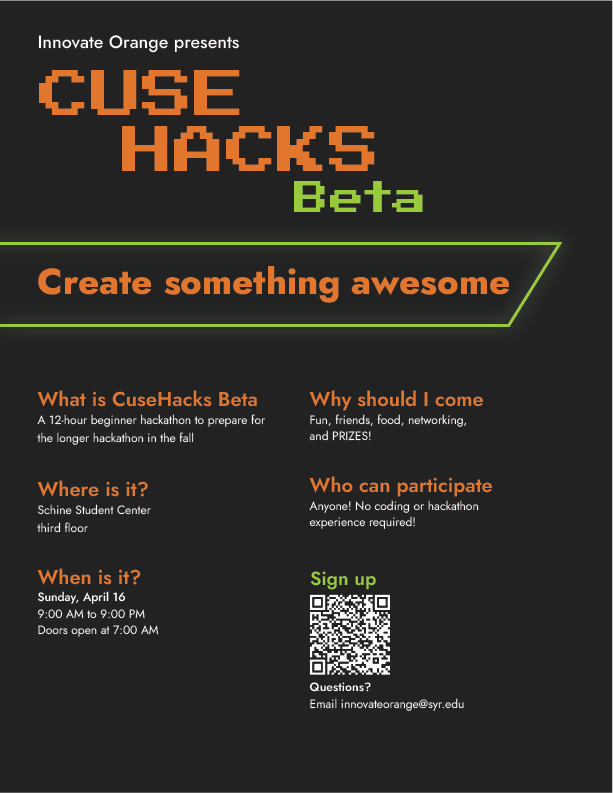 Innovate Orange presents
CUSE
HACKS
Beta
Create something awesome
What is CuseHacks Beta
A 12-hour beginner hackathon to prepare for
the longer hackathon in the fall
Where is it?
Schine Student Center
third floor
When is it?
Sunday, April 16
9:00 AM to 9:00 PM
Doors open at 7:00 AM
Why should I come
Fun, friends, food, networking,
and PRIZES!
Who can participate
Anyone! No coding or hackathon
experience required!
Sign up
Questions?
Email innovateorange@syr.edu